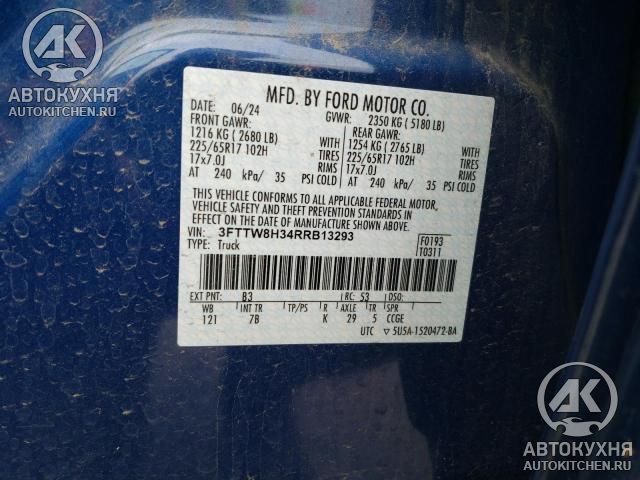 АК
АВТОКУХНЯ
AVTOKUHNI.RU
MFD. BY FORD MOTOR CO.
DATE: 06/24 GVWR: 2350 KG ( 5180 LB)
FRONT GAWR: REAR GAWR:
1216 KG ( 2680 LB) WITH 1254 KG ( 2765 LB) WITH
225/65R17 102H TIRES 225/65R17 102H TIRES
17x7.0J RIMS 17x7.0J RIMS
AT 240 kPa/ 35 PSI COLD AT 240 kPa/ 35 PSI COLD
THIS VEHICLE CONFORMS TO ALL APPLICABLE FEDERAL MOTOR
VEHICLE SAFETY AND THEFT PREVENTION STANDARDS IN
EFFECT ON THE DATE OF MANUFACTURE SHOWN ABOVE.
VIN: 3FTTW8H34RRB13293 F0193
TYPE: Truck T0311
EXT PNT: B3 RC: 53 DSO:
WB INT TR TP/PS R AXLE TR SPR
121 7B K 29 5 CCGE
UTC ▽ 5U5A-1520472-BA
АК
АВТОКУХНЯ
AVTOKUHNI.RU